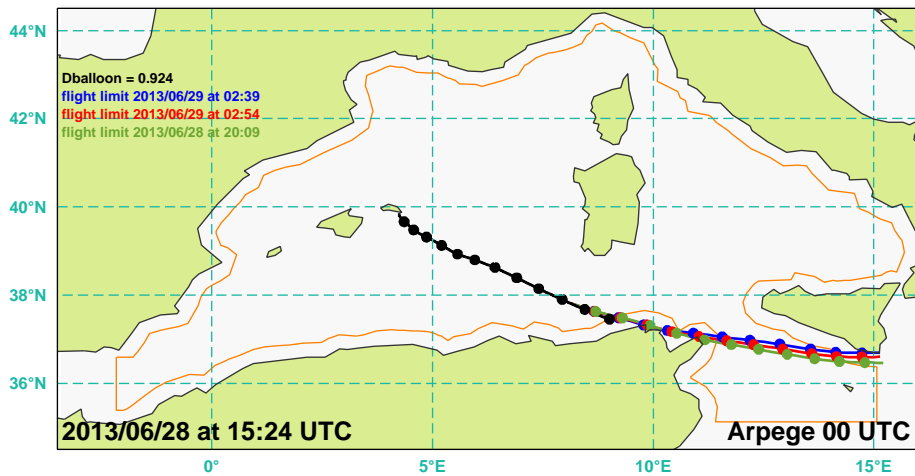 44°N
Dballoon = 0.924
flight limit 2013/06/29 at 02:39
flight limit 2013/06/29 at 02:54
flight limit 2013/06/28 at 20:09
42°N
40°N
38°N
36°N
2013/06/28 at 15:24 UTC
Arpege 00 UTC
0°
5°E
10°E
15°E